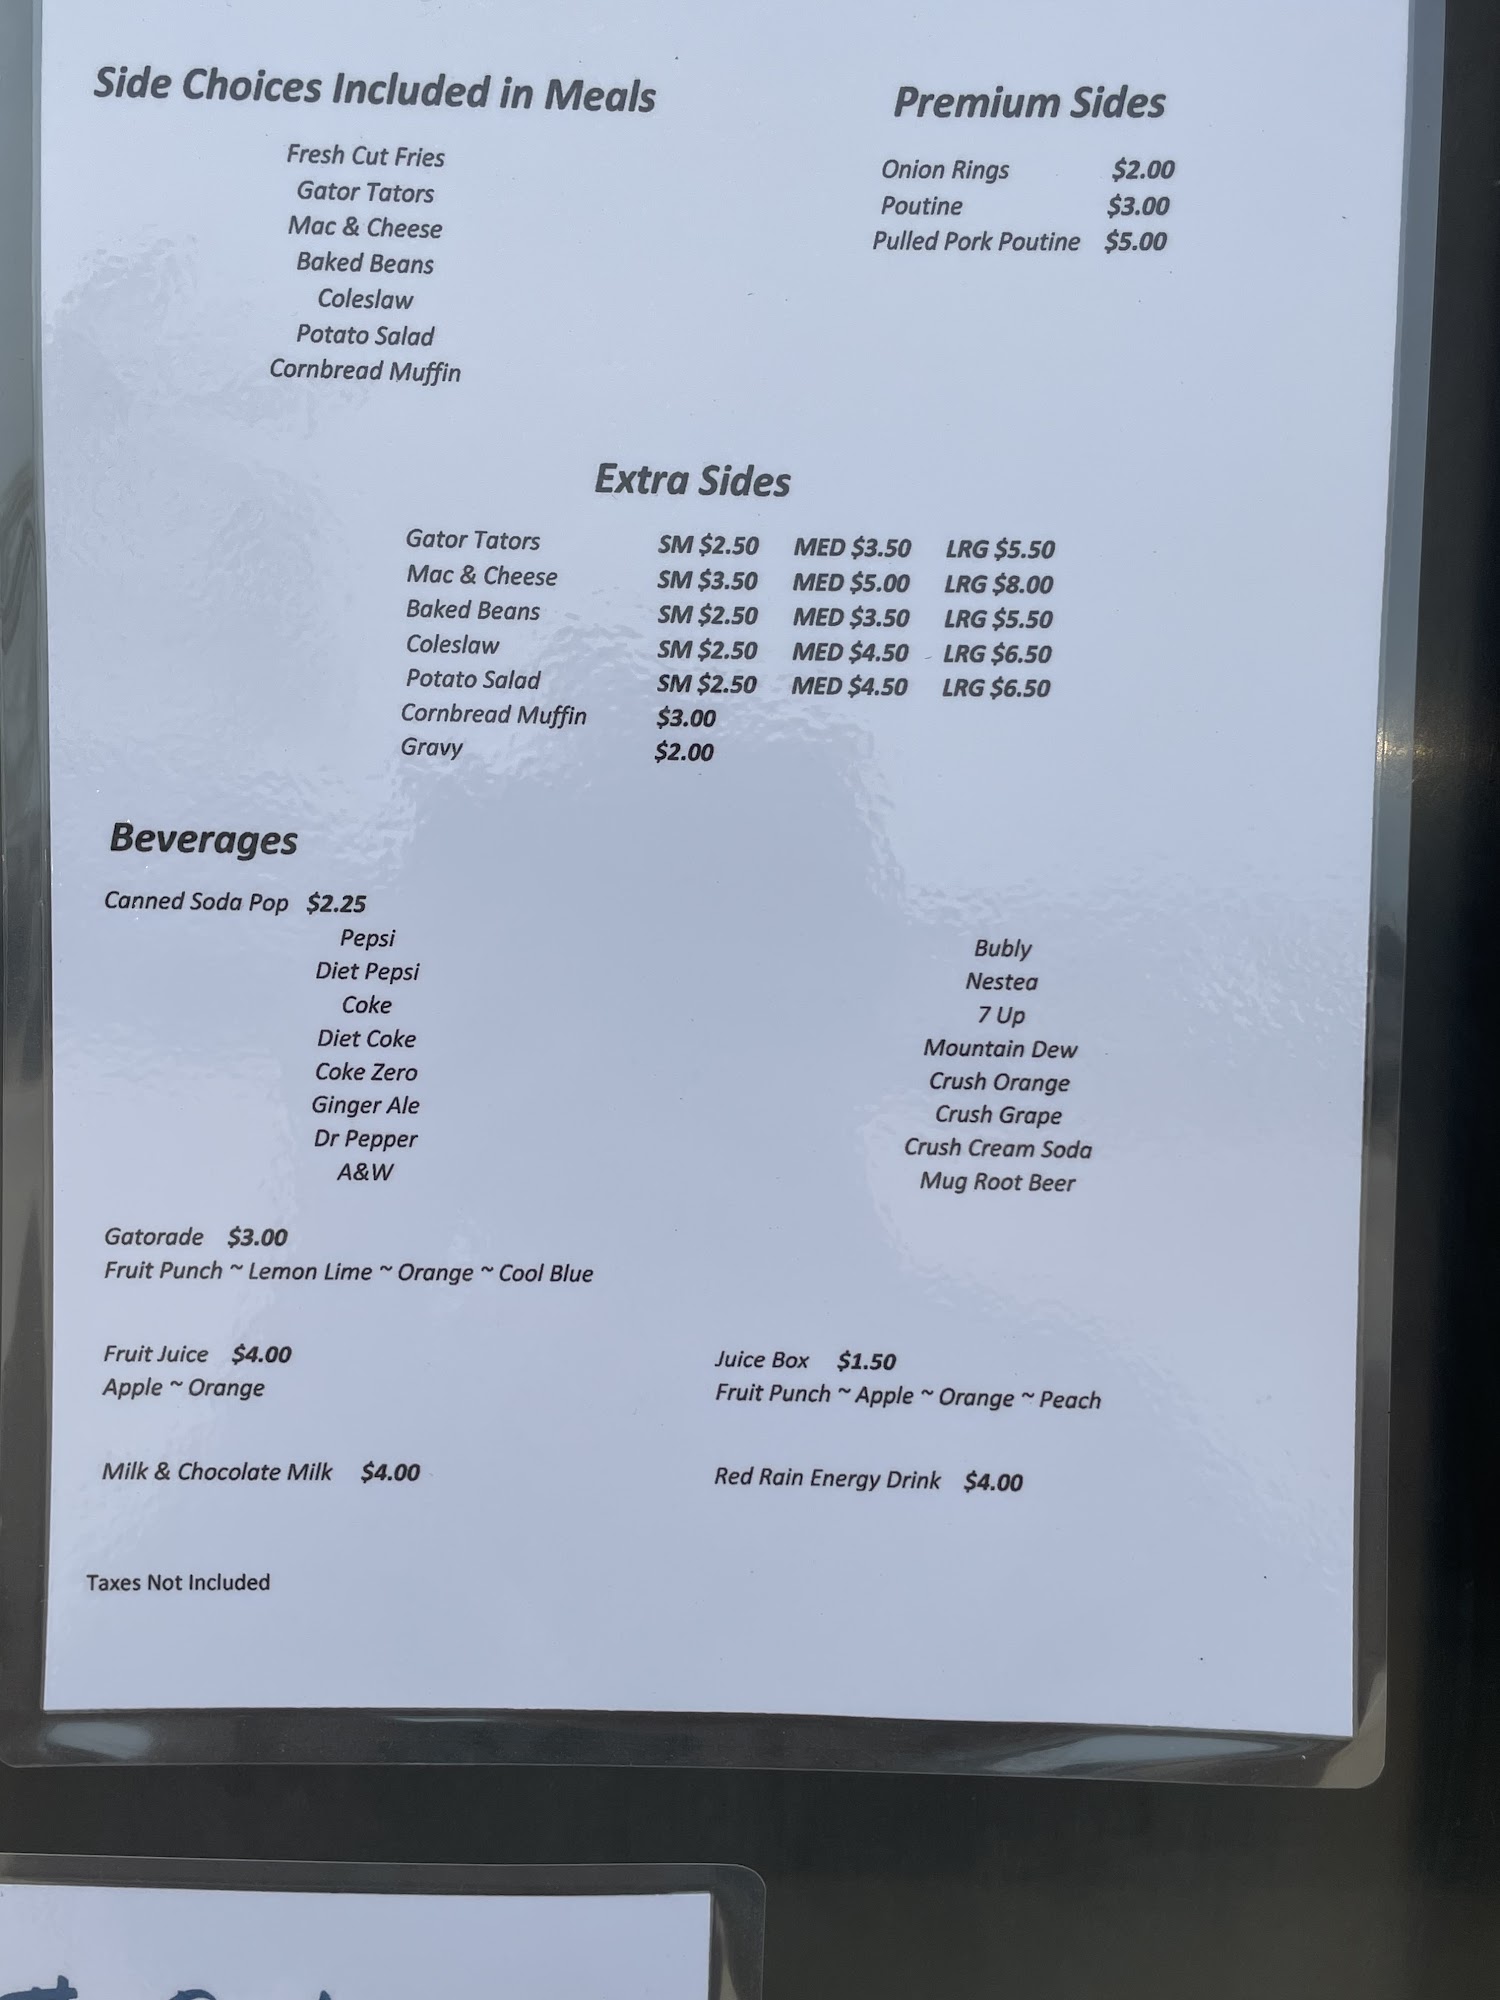 Side Choices Included in Meals
Fresh Cut Fries
Gator Tators
Mac & Cheese
Baked Beans
Coleslaw
Potato Salad
Cornbread Muffin
Premium Sides
Onion Rings $2.00
Poutine $3.00
Pulled Pork Poutine $5.00
Extra Sides
Gator Tators SM $2.50 MED $3.50 LRG $5.50
Mac & Cheese SM $3.50 MED $5.00 LRG $8.00
Baked Beans SM $2.50 MED $3.50 LRG $5.50
Coleslaw SM $2.50 MED $4.50 LRG $6.50
Potato Salad SM $2.50 MED $4.50 LRG $6.50
Cornbread Muffin $3.00
Gravy $2.00
Beverages
Canned Soda Pop $2.25
Pepsi
Diet Pepsi
Coke
Diet Coke
Coke Zero
Ginger Ale
Dr Pepper
A&W
Bubly
Nestea
7 Up
Mountain Dew
Crush Orange
Crush Grape
Crush Cream Soda
Mug Root Beer
Gatorade $3.00
Fruit Punch ~ Lemon Lime ~ Orange ~ Cool Blue
Fruit Juice $4.00
Apple ~ Orange
Juice Box $1.50
Fruit Punch ~ Apple ~ Orange ~ Peach
Milk & Chocolate Milk $4.00
Red Rain Energy Drink $4.00
Taxes Not Included